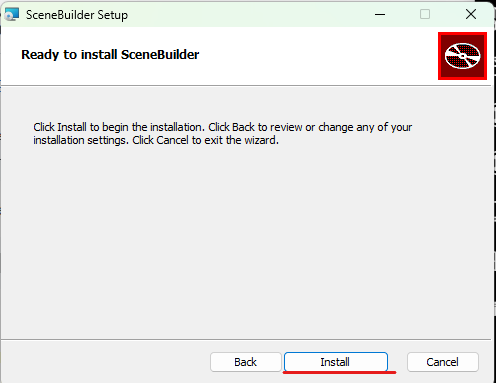 SceneBuilder Setup
Ready to install SceneBuilder
Click Install to begin the installation. Click Back to review or change any of your
installation settings. Click Cancel to exit the wizard.
Back
Install
Cancel